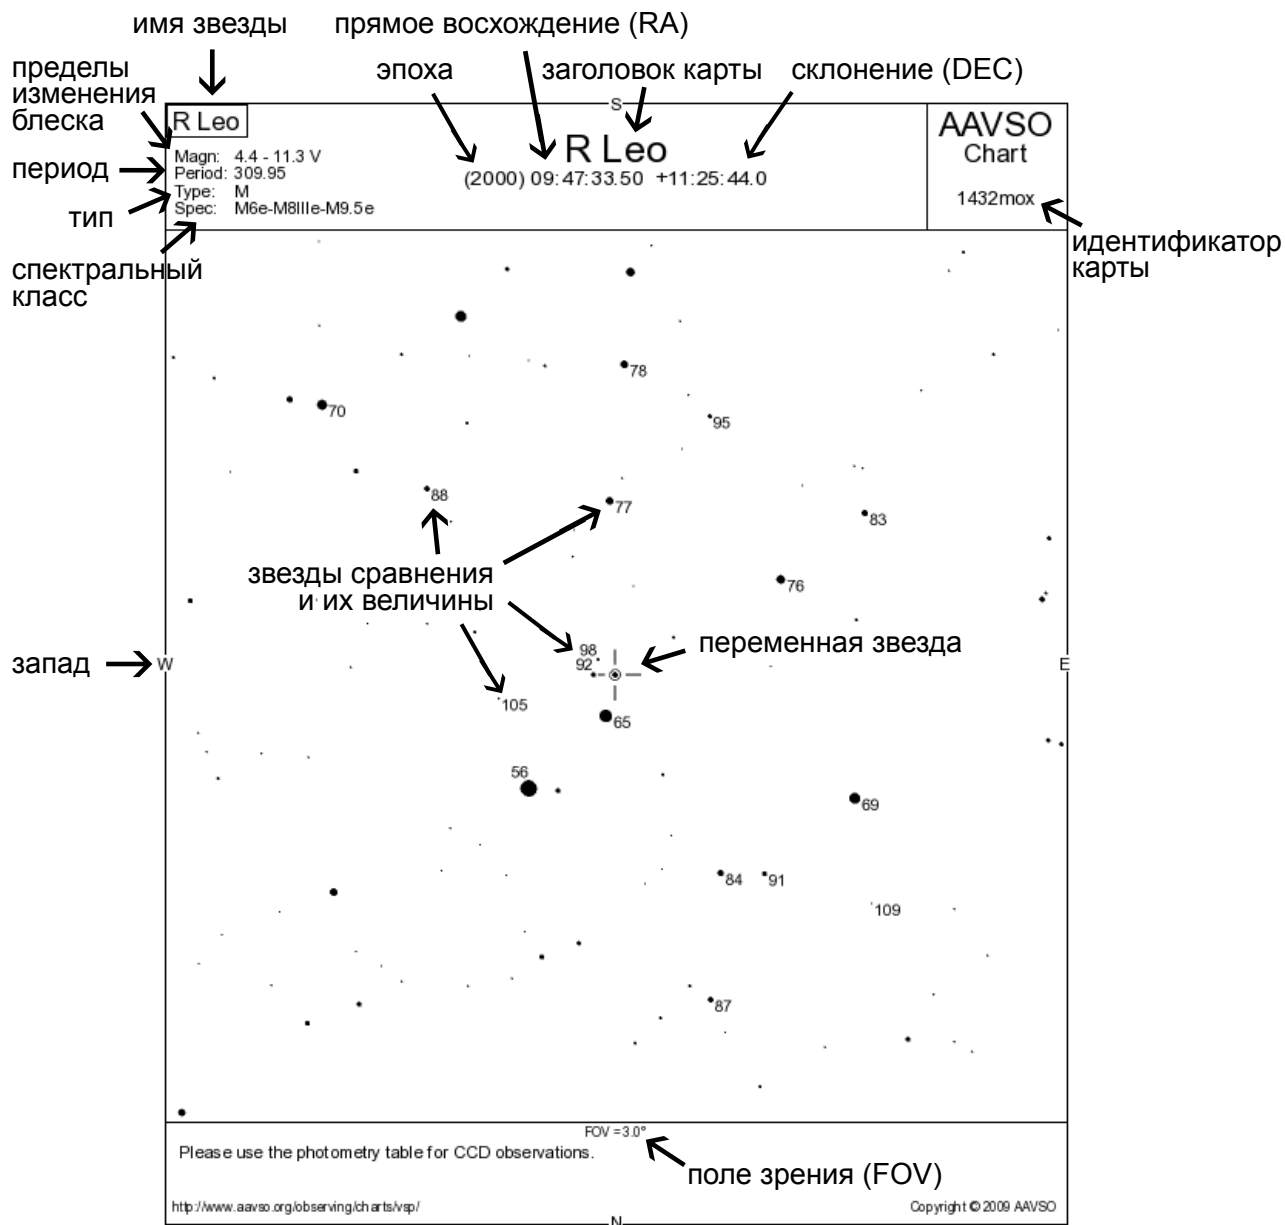 имя звезды
прямое восхождение (RA)
эпоха
заголовок карты
склонение (DEC)
пределы
изменения
блеска
период
тип
спектральный
класс
S
R Leo
Magn: 4.4 - 11.3 V
Period: 309.95
Type: M
Spec: M6e-M8IIIe-M9.5e
R Leo
(2000) 09:47:33.50 +11:25:44.0
AAVSO
Chart
1432mox
идентификатор
карты
78
70
95
88
77
83
звезды сравнения
и их величины
76
98
92
переменная звезда
запад
W
E
105
65
56
69
84
91
109
87
FOV = 3.0°
Please use the photometry table for CCD observations.
поле зрения (FOV)
http://www.aavso.org/observing/charts/vsp/
Copyright © 2009 AAVSO
N